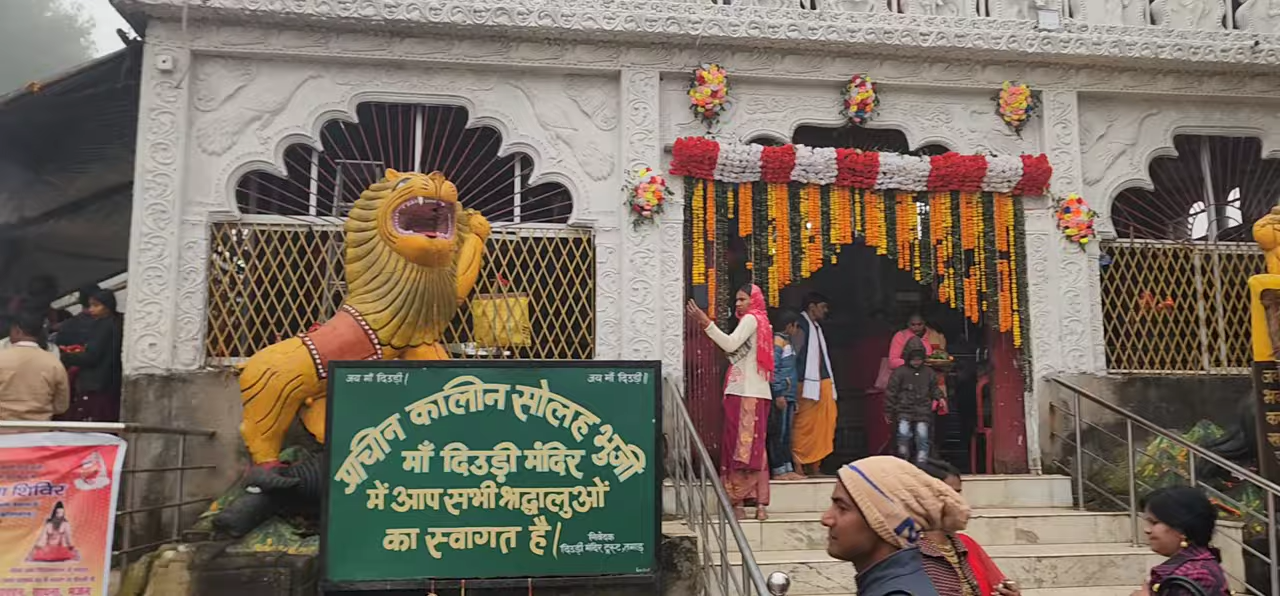 जय माँ दिउड़ी।
जय माँ दिउड़ी॥
प्राचिन कालीन सोलह भुजी
माँ दिउड़ी मंदिर
में आप सभी श्रद्धालुओं
का स्वागत है।
निवेदक
दिउड़ी मंदिर ट्रस्ट, तमाड़
शिविर